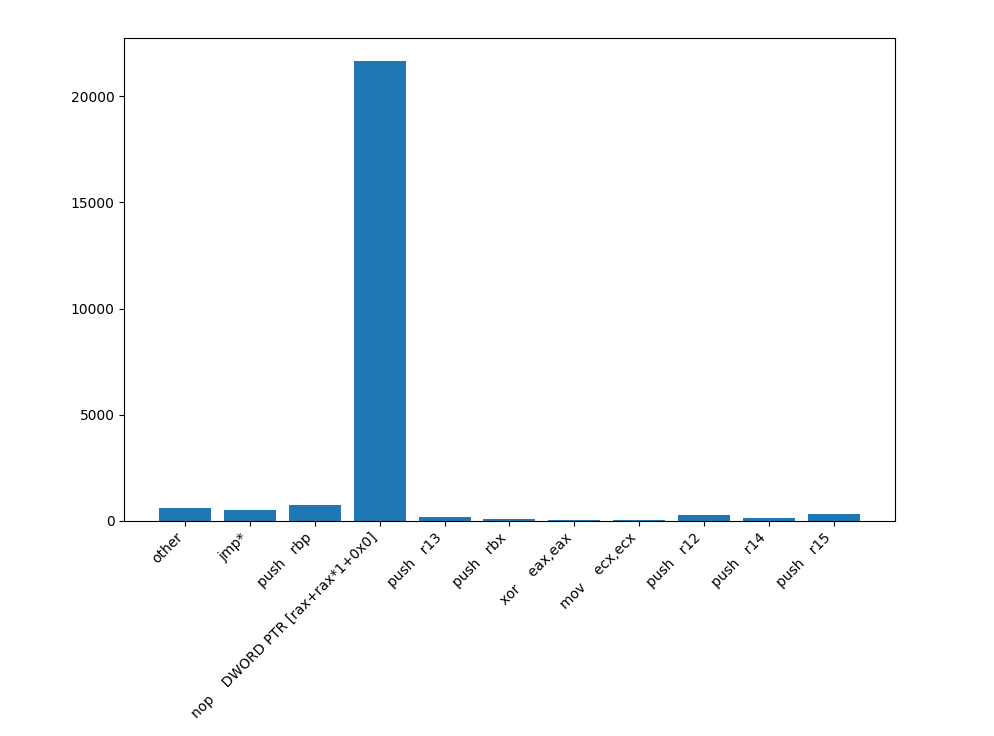 20000
15000
10000
5000
0
other
jmp*
push rbp
nop DWORD PTR [rax+rax*1+0x0]
push r13
push rbx
xor eax,eax
mov ecx,ecx
push r12
push r14
push r15